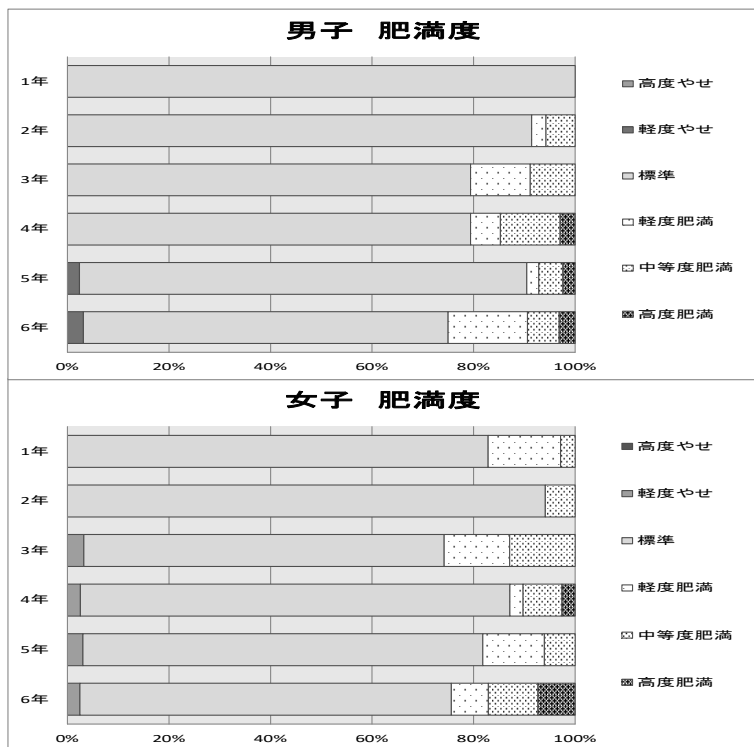 男子 肥満度
1年
2年
3年
4年
5年
6年
0% 20% 40% 60% 80% 100%
高度やせ
軽度やせ
標準
軽度肥満
中等度肥満
高度肥満
女子 肥満度
1年
2年
3年
4年
5年
6年
0% 20% 40% 60% 80% 100%
高度やせ
軽度やせ
標準
軽度肥満
中等度肥満
高度肥満